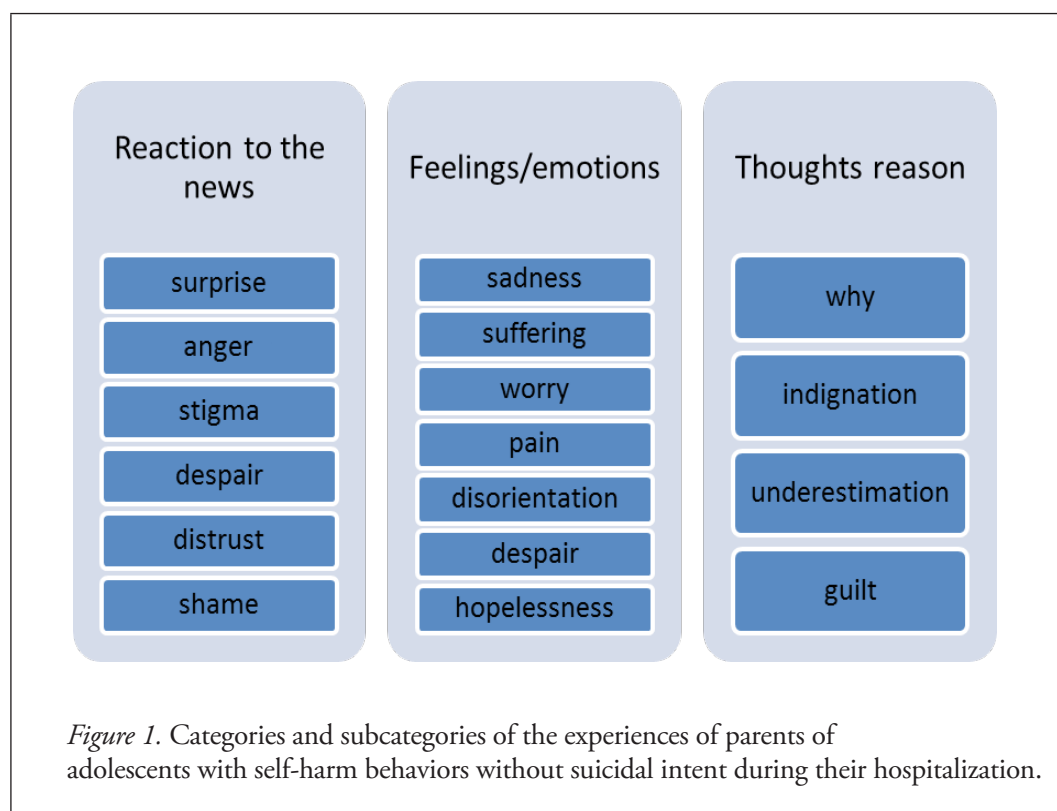 Reaction to the
news
surprise
anger
stigma
despair
distrust
shame
Feelings/emotions
sadness
suffering
worry
pain
disorientation
despair
hopelessness
Thoughts reason
why
indignation
underestimation
guilt
Figure 1. Categories and subcategories of the experiences of parents of
adolescents with self-harm behaviors without suicidal intent during their hospitalization.